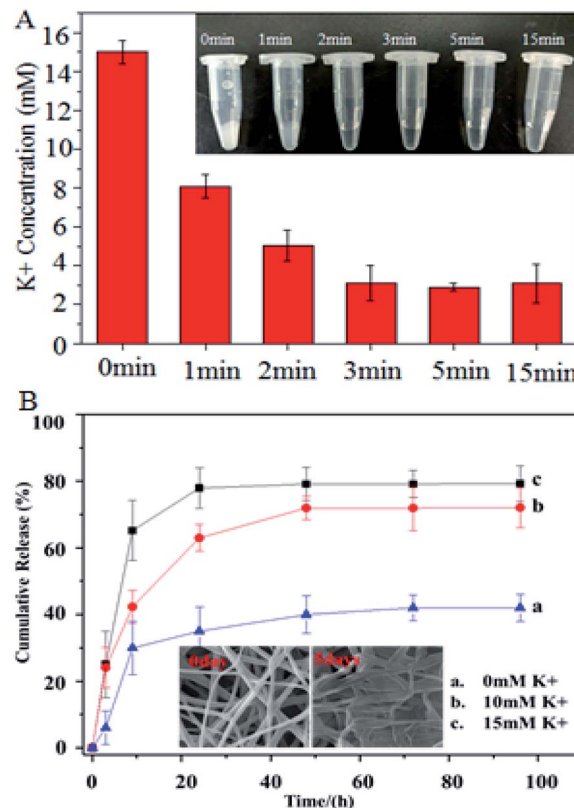 A
K+ Concentration (mM)
16
14
12
10
8
6
4
2
0
0min 1min 2min 3min 5min 15min
0min 1min 2min 3min 5min 15min
B
Cumulative Release (%)
100
80
60
40
20
0
c
b
a
0day 5days
a. 0mM K+
b. 10mM K+
c. 15mM K+
0 20 40 60 80 100
Time/(h)